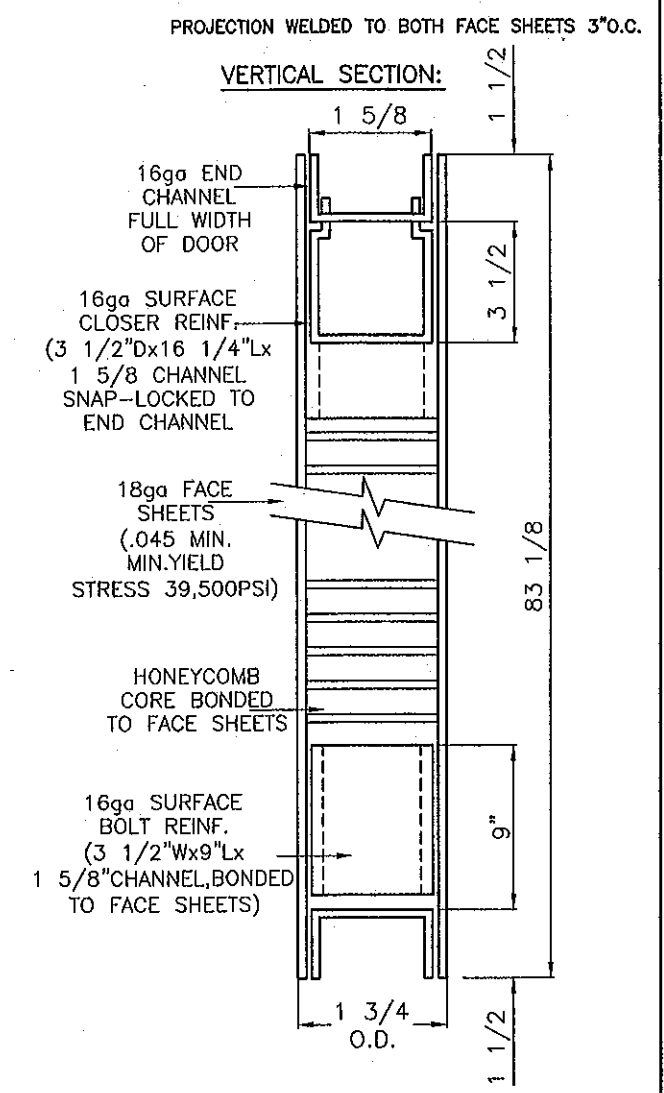 PROJECTION WELDED TO BOTH FACE SHEETS 3"O.C.
VERTICAL SECTION:
1 5/8
1 1/2
16ga END
CHANNEL
FULL WIDTH
OF DOOR
3 1/2
16ga SURFACE
CLOSER REINF.
(3 1/2"Dx16 1/4"Lx
1 5/8 CHANNEL
SNAP-LOCKED TO
END CHANNEL
18ga FACE
SHEETS
(.045 MIN.
MIN.YIELD
STRESS 39,500PSI)
83 1/8
HONEYCOMB
CORE BONDED
TO FACE SHEETS
16ga SURFACE
BOLT REINF.
(3 1/2"Wx9"Lx
1 5/8"CHANNEL,BONDED
TO FACE SHEETS)
9"
1 3/4
O.D.
1 1/2